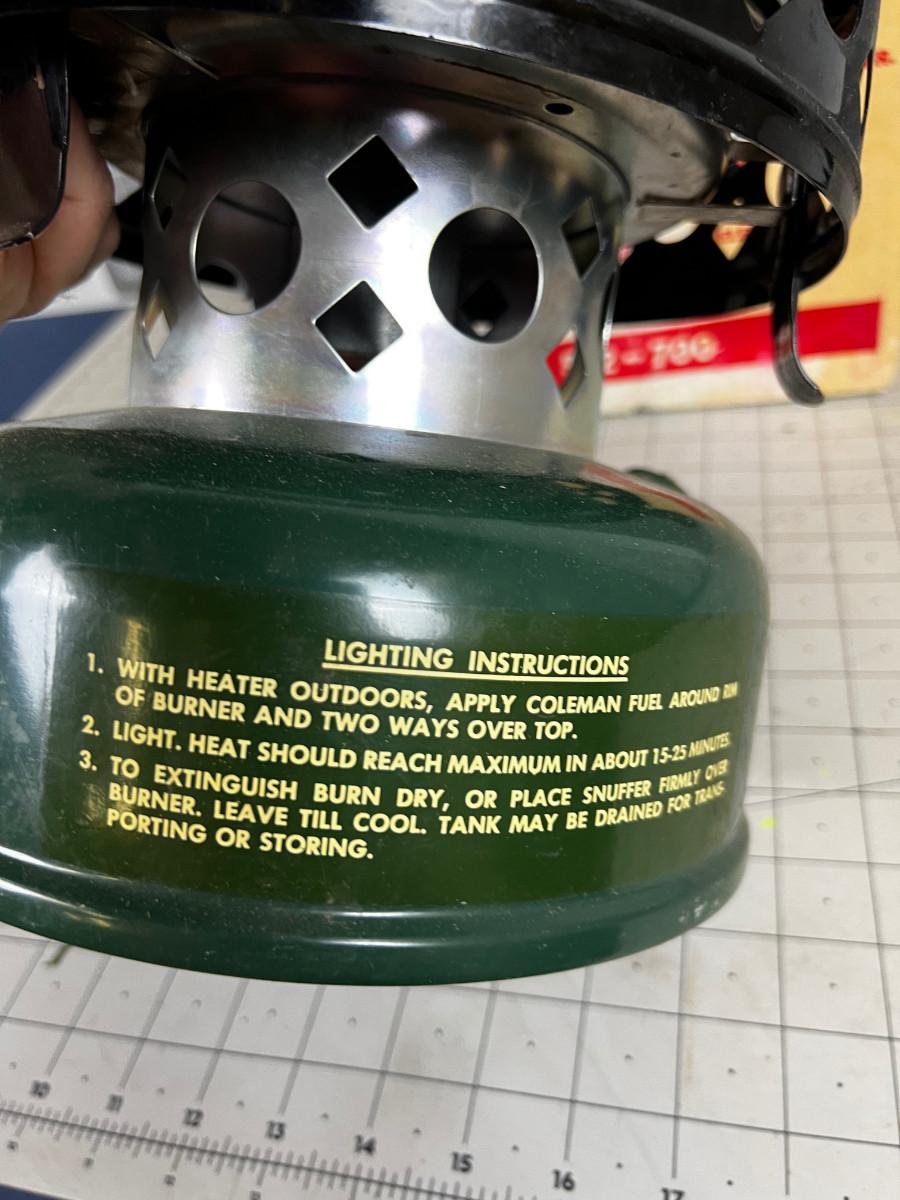 LIGHTING INSTRUCTIONS
1. WITH HEATER OUTDOORS, APPLY COLEMAN FUEL AROUND RIM
OF BURNER AND TWO WAYS OVER TOP.
2. LIGHT. HEAT SHOULD REACH MAXIMUM IN ABOUT 15-25 MINUTES.
3. TO EXTINGUISH BURN DRY, OR PLACE SNUFFER FIRMLY OVER
BURNER. LEAVE TILL COOL. TANK MAY BE DRAINED FOR TRANS-
PORTING OR STORING.
2-700
10 11 12 13 14 15 16 17